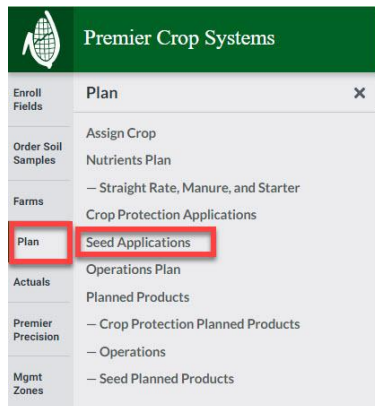 Premier Crop Systems
Enroll
Fields
Order Soil
Samples
Farms
Plan
Actuals
Premier
Precision
Mgmt
Zones
Plan ×
Assign Crop
Nutrients Plan
– Straight Rate, Manure, and Starter
Crop Protection Applications
Seed Applications
Operations Plan
Planned Products
– Crop Protection Planned Products
– Operations
– Seed Planned Products